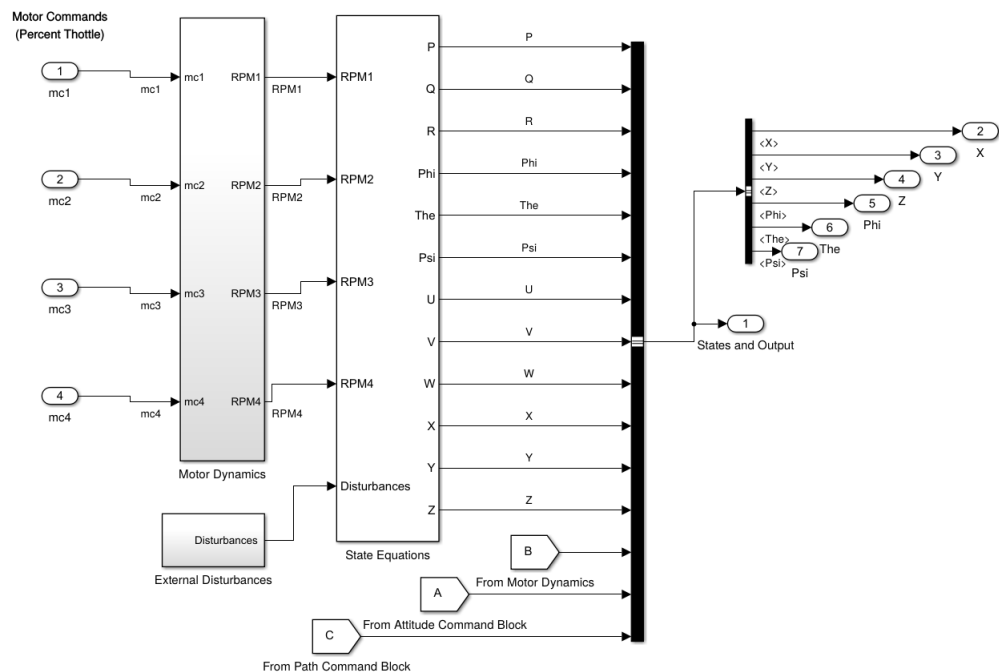 Motor Commands
(Percent Thottle)
1
mc1
mc1
2
mc2
mc2
3
mc3
mc3
4
mc4
mc4
mc1
RPM1
mc2
RPM2
mc3
RPM3
mc4
RPM4
Motor Dynamics
RPM1
RPM2
RPM3
RPM4
Disturbances
External Disturbances
RPM1
RPM2
RPM3
RPM4
Disturbances
P
Q
R
Phi
The
Psi
U
V
W
X
Y
Z
State Equations
P
Q
R
Phi
The
Psi
U
V
W
X
Y
Z
B
From Motor Dynamics
A
From Attitude Command Block
C
From Path Command Block
<X>
<Y>
<Z>
<Phi>
<The>
<Psi>
2
X
3
Y
4
Z
5
Phi
6
The
7
Psi
1
States and Output